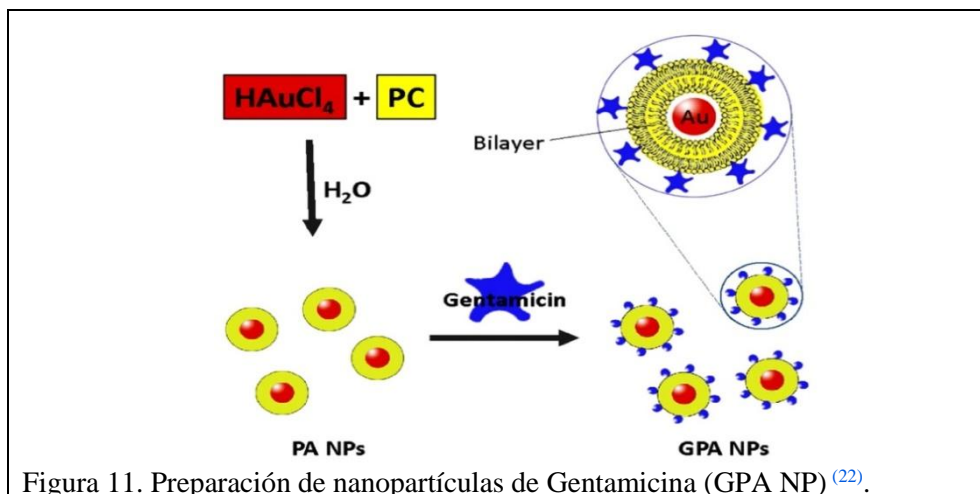 HAuCl₄ + PC
H₂O
Bilayer
Au
Gentamicin
PA NPs
GPA NPs
Figura 11. Preparación de nanopartículas de Gentamicina (GPA NP) (22).